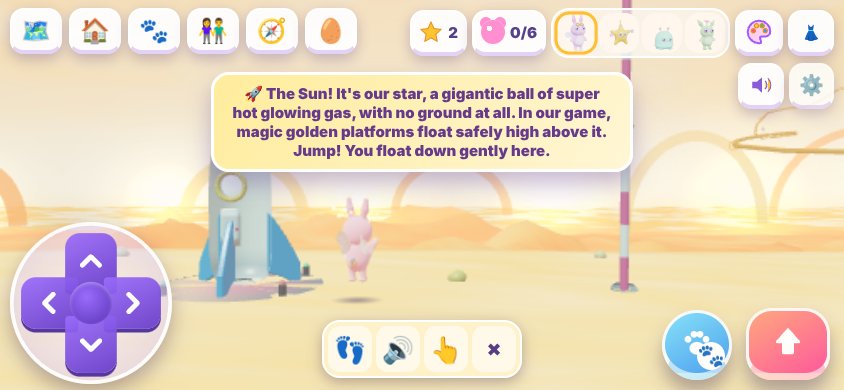 2
0/6
🚀 The Sun! It's our star, a gigantic ball of super
hot glowing gas, with no ground at all. In our game,
magic golden platforms float safely high above it.
Jump! You float down gently here.